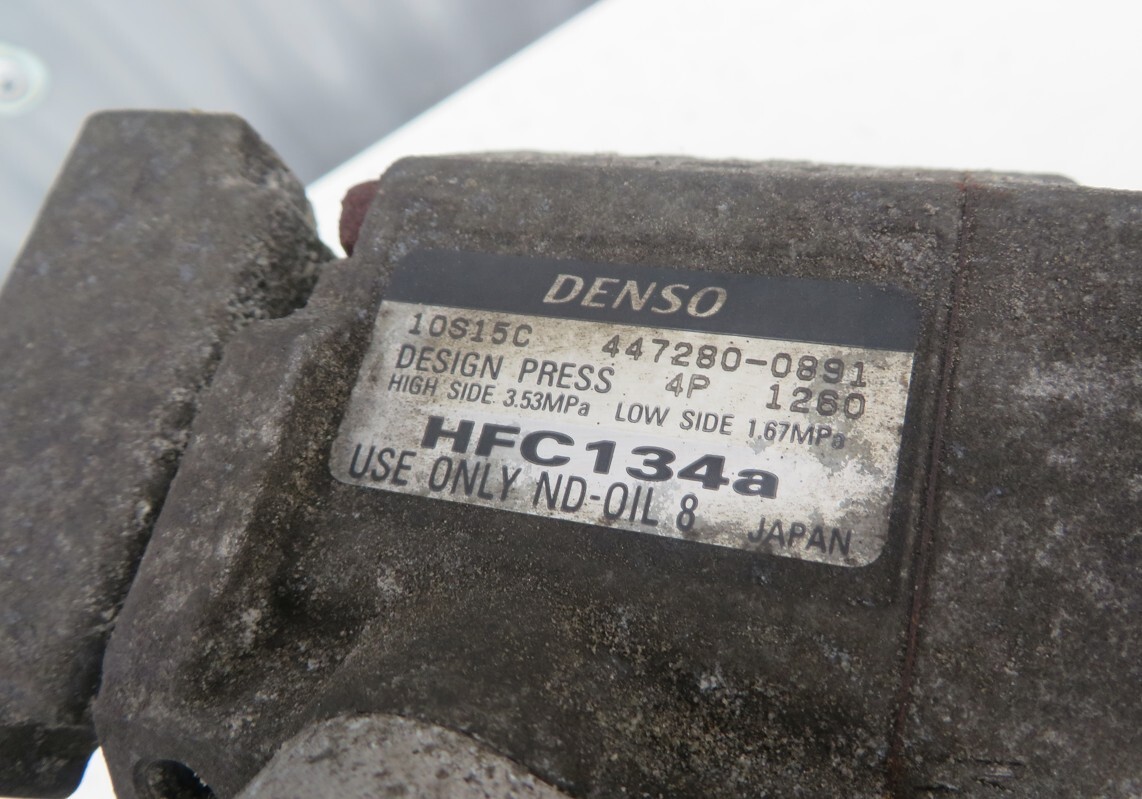 DENSO
10S15C 447280-0891
DESIGN PRESS 4P 1260
HIGH SIDE 3.53MPa LOW SIDE 1.67MPa
HFC134a
USE ONLY ND-OIL 8 JAPAN